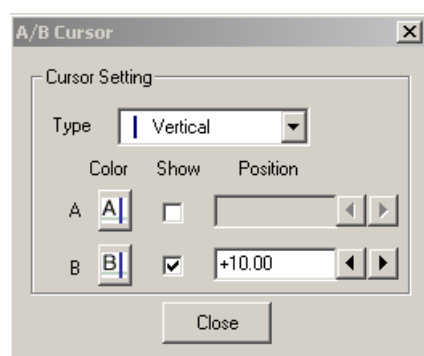 A/B Cursor
Cursor Setting
Type Vertical
Color Show Position
A A
B B +10.00
Close